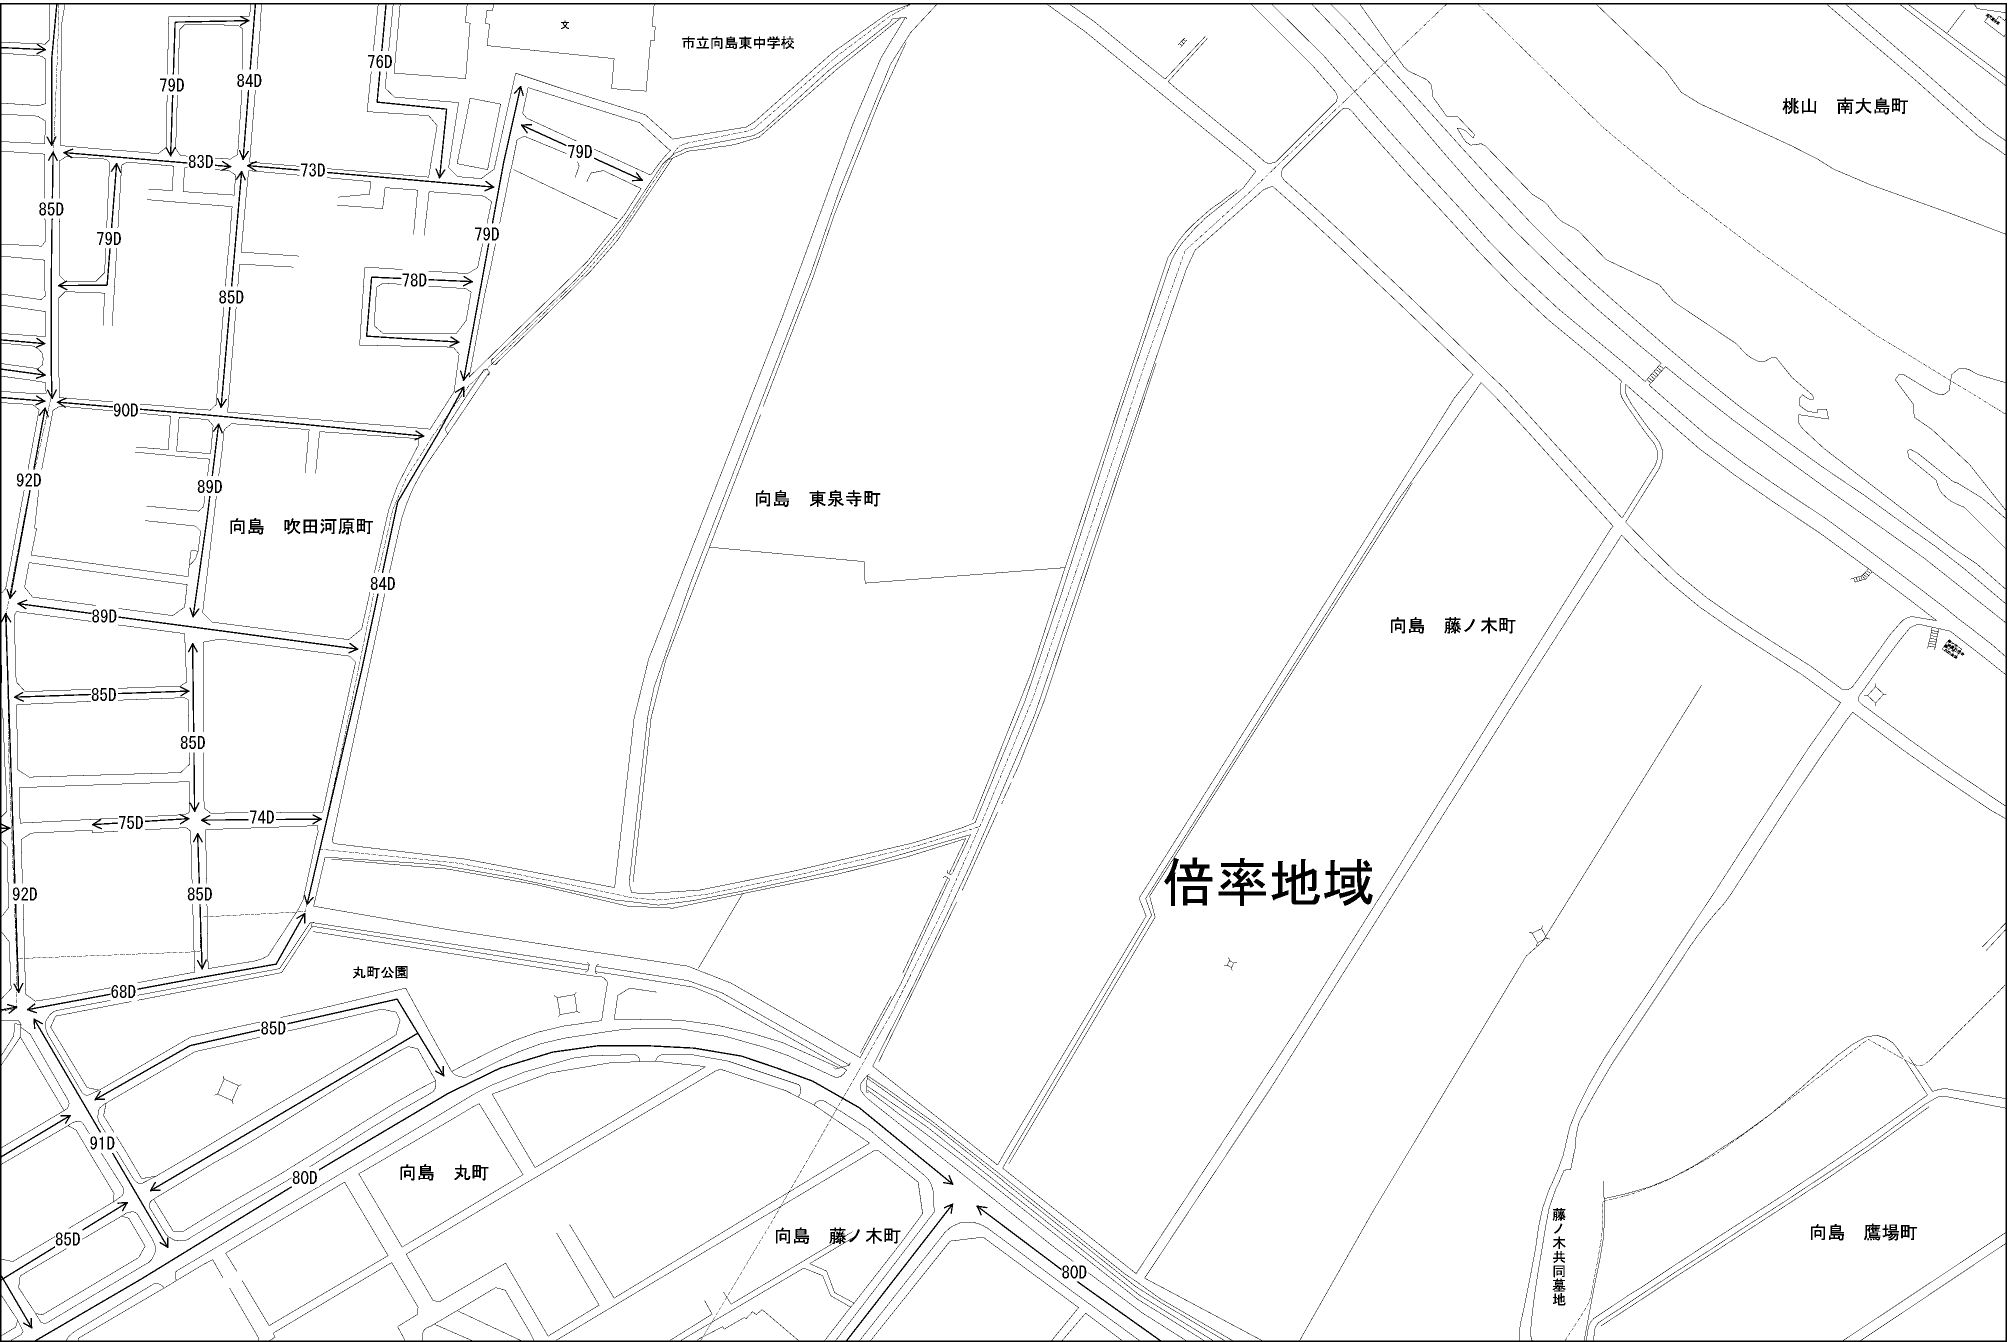 文
市立向島東中学校
76D
79D
84D
桃山　南大島町
79D
83D
73D
85D
79D
79D
78D
85D
90D
92D
89D
向島　東泉寺町
向島　吹田河原町
84D
89D
向島　藤ノ木町
85D
85D
74D
75D
倍率地域
92D
85D
丸町公園
68D
85D
91D
向島　丸町
80D
藤ノ木共同墓地
向島　鷹場町
向島　藤ノ木町
85D
80D